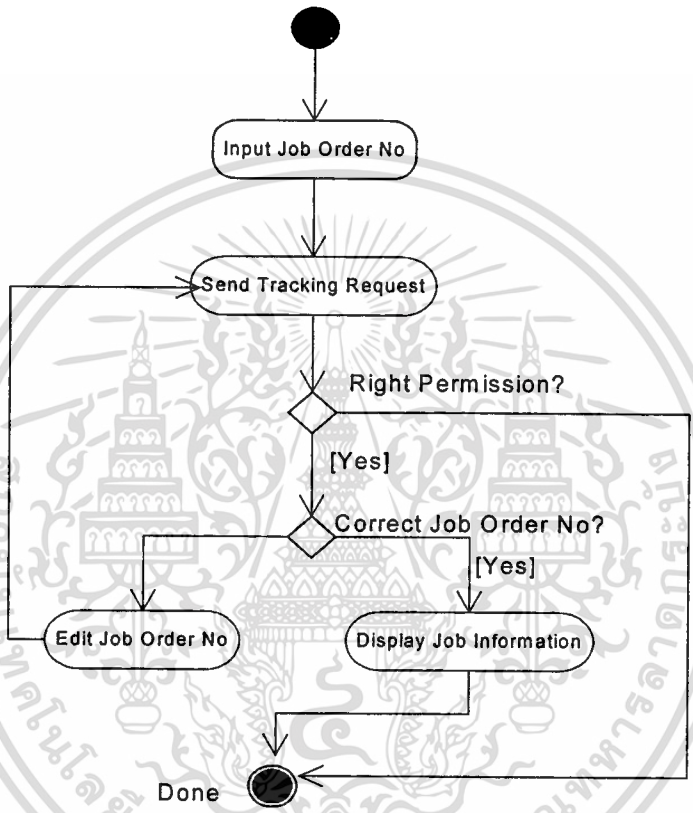 Input Job Order No
Send Tracking Request
Right Permission?
[Yes]
Correct Job Order No?
[Yes]
Edit Job Order No
Display Job Information
Done